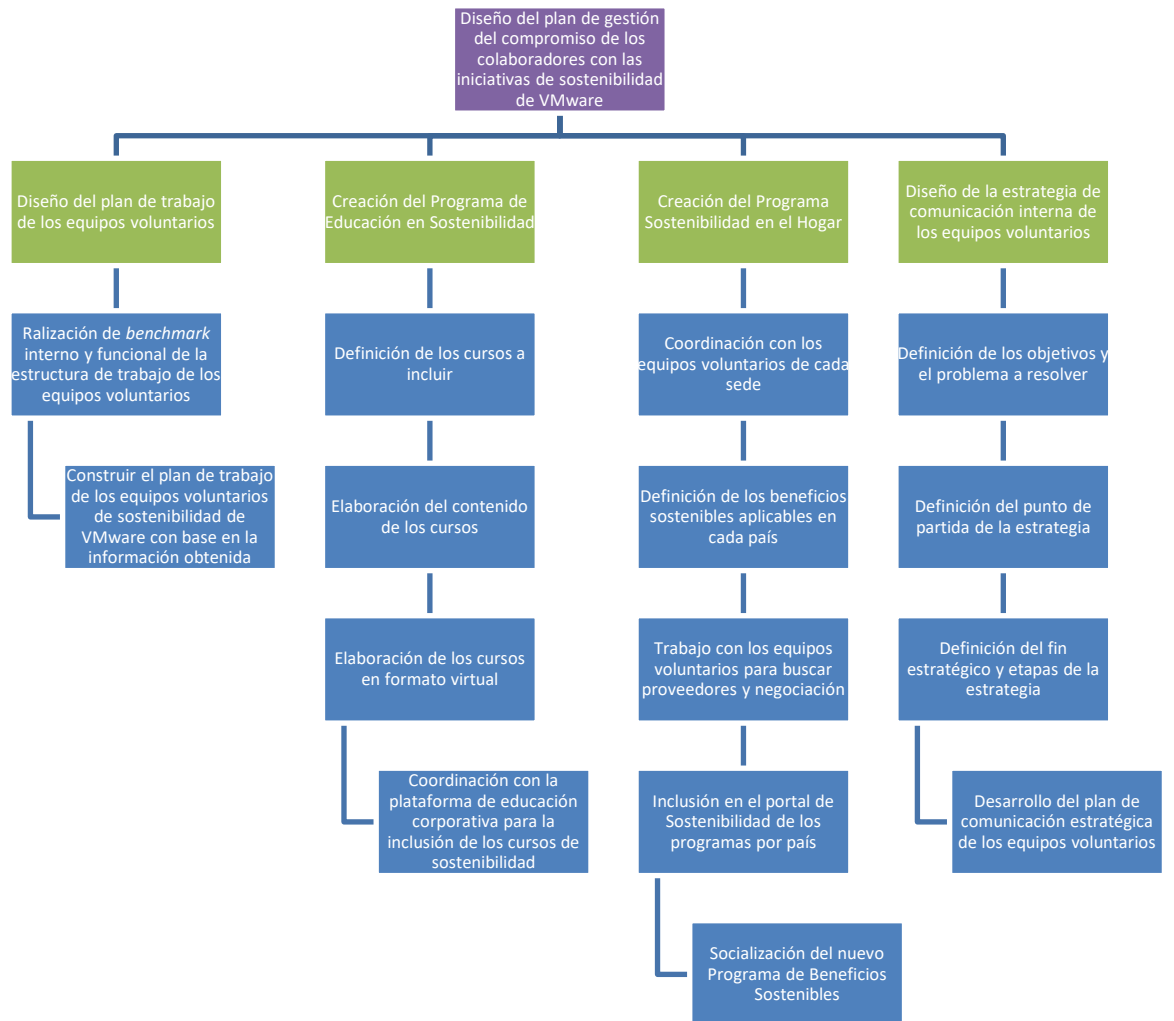 Diseño del plan de gestión
del compromiso de los
colaboradores con las
iniciativas de sostenibilidad
de VMware
Diseño del plan de trabajo
de los equipos voluntarios
Ralización de benchmark
interno y funcional de la
estructura de trabajo de los
equipos voluntarios
Construir el plan de trabajo
de los equipos voluntarios
de sostenibilidad de
VMware con base en la
información obtenida
Creación del Programa de
Educación en Sostenibilidad
Definición de los cursos a
incluir
Elaboración del contenido
de los cursos
Elaboración de los cursos
en formato virtual
Coordinación con la
plataforma de educación
corporativa para la
inclusión de los cursos de
sostenibilidad
Creación del Programa
Sostenibilidad en el Hogar
Coordinación con los
equipos voluntarios de cada
sede
Definición de los beneficios
sostenibles aplicables en
cada país
Trabajo con los equipos
voluntarios para buscar
proveedores y negociación
Inclusión en el portal de
Sostenibilidad de los
programas por país
Socialización del nuevo
Programa de Beneficios
Sostenibles
Diseño de la estrategia de
comunicación interna de
los equipos voluntarios
Definición de los objetivos y
el problema a resolver
Definición del punto de
partida de la estrategia
Definición del fin
estratégico y etapas de la
estrategia
Desarrollo del plan de
comunicación estratégica
de los equipos voluntarios